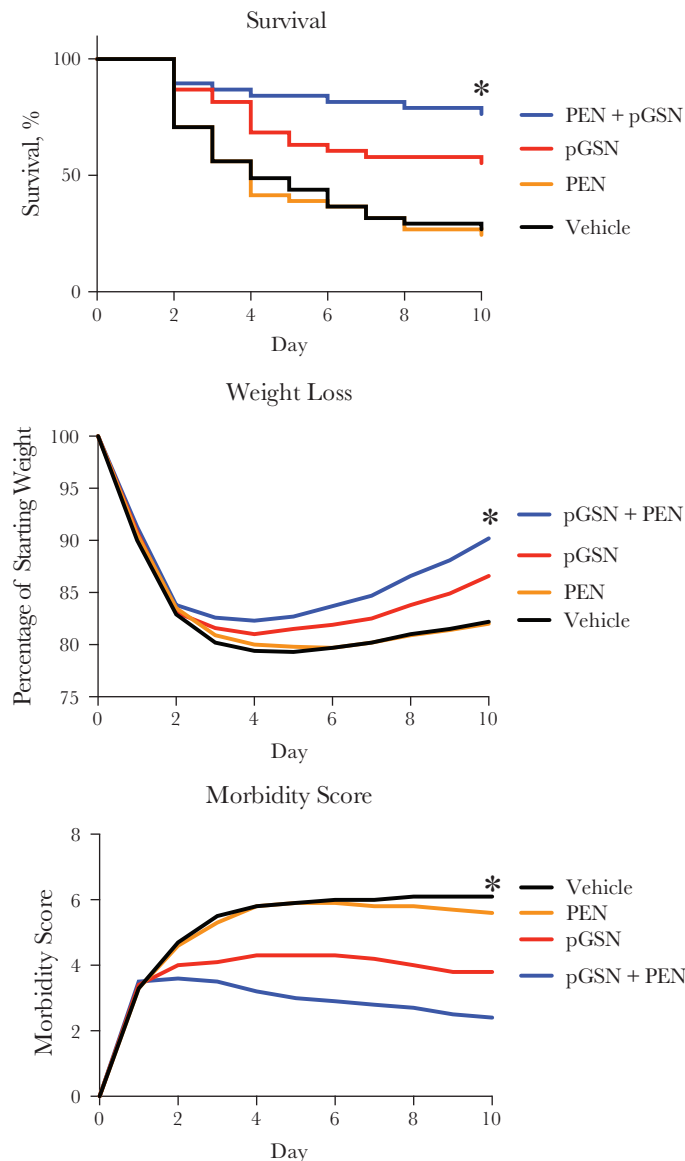 Survival
Survival, %
100
50
0
0 2 4 6 8 10
Day
*
PEN + pGSN
pGSN
PEN
Vehicle
Weight Loss
Percentage of Starting Weight
100
95
90
85
80
75
0 2 4 6 8 10
Day
*
pGSN + PEN
pGSN
PEN
Vehicle
Morbidity Score
Morbidity Score
8
6
4
2
0
0 2 4 6 8 10
Day
*
Vehicle
PEN
pGSN
pGSN + PEN